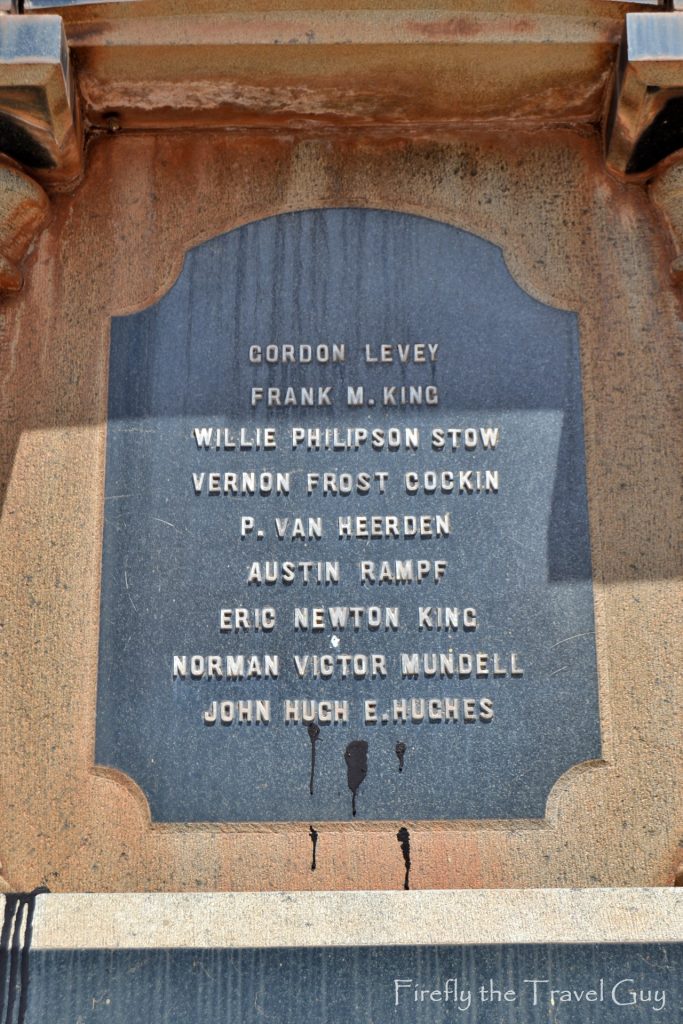 GORDON LEVEY
FRANK M. KING
WILLIE PHILIPSON STOW
VERNON FROST COCKIN
P. VAN HEERDEN
AUSTIN RAMPF
ERIC NEWTON KING
NORMAN VICTOR MUNDELL
JOHN HUGH E. HUGHES
Firefly the Travel Guy